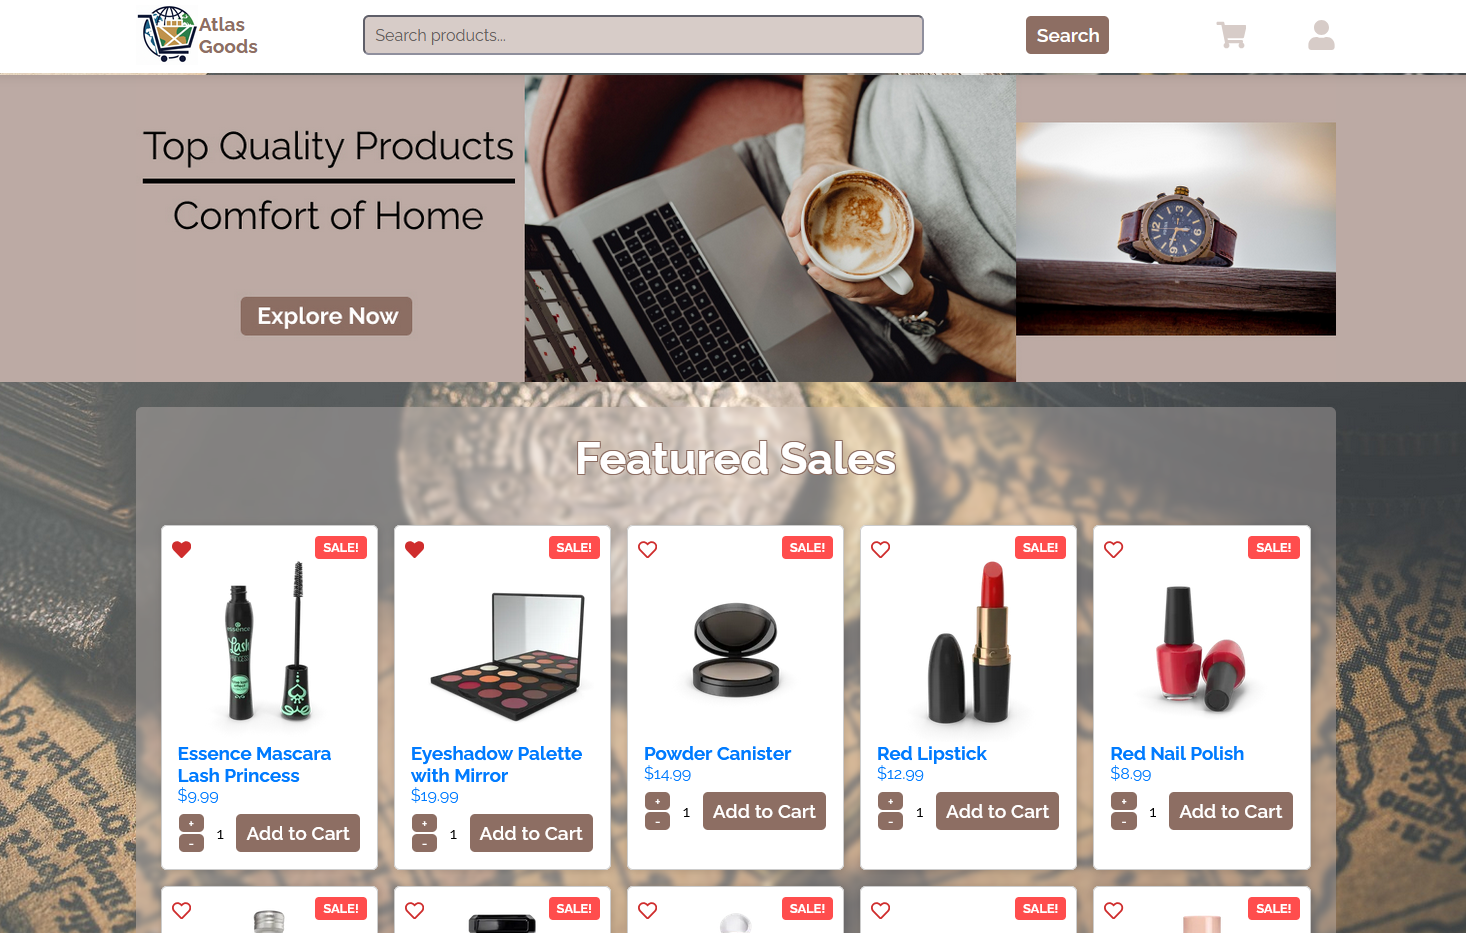 Atlas
Goods
Search products...
Search
Top Quality Products
Comfort of Home
Explore Now
Featured Sales
SALE!
SALE!
SALE!
SALE!
SALE!
essence
Lash
PRINCESS
Essence Mascara
Lash Princess
$9.99
+
1
-
Add to Cart
Eyeshadow Palette
with Mirror
$19.99
+
1
-
Add to Cart
Powder Canister
$14.99
+
1
-
Add to Cart
Red Lipstick
$12.99
+
1
-
Add to Cart
Red Nail Polish
$8.99
+
1
-
Add to Cart
SALE!
SALE!
SALE!
SALE!
SALE!